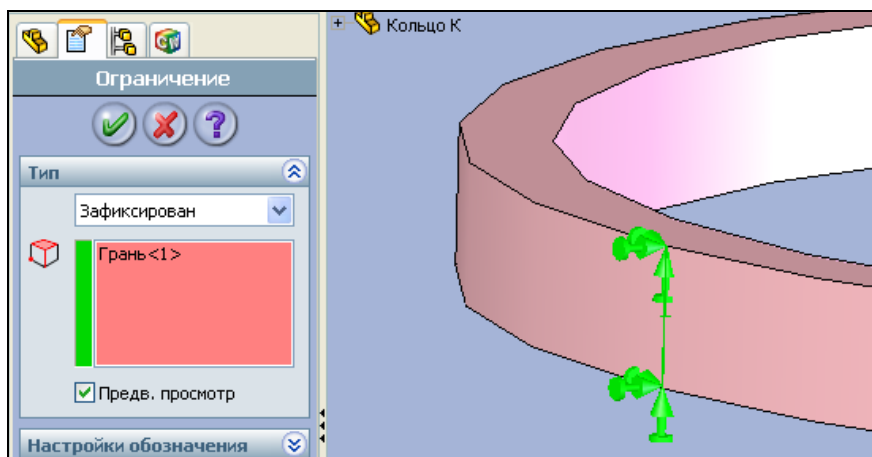 Кольцо К
Ограничение
?
Тип
Зафиксирован
Грань<1>
Предв. просмотр
Настройки обозначения